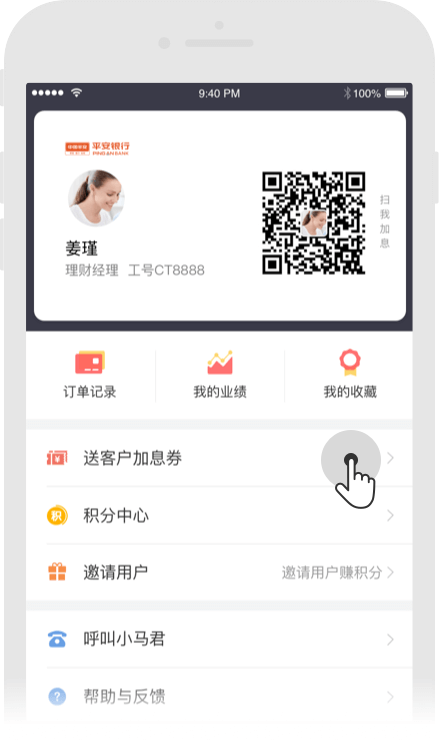 9:40 PM
100%
中国平安
平安银行
PING AN BANK
姜瑾
理财经理 工号CT8888
扫我加息
订单记录
我的业绩
我的收藏
送客户加息券
积 积分中心
邀请用户
邀请用户赚积分
呼叫小马君
? 帮助与反馈